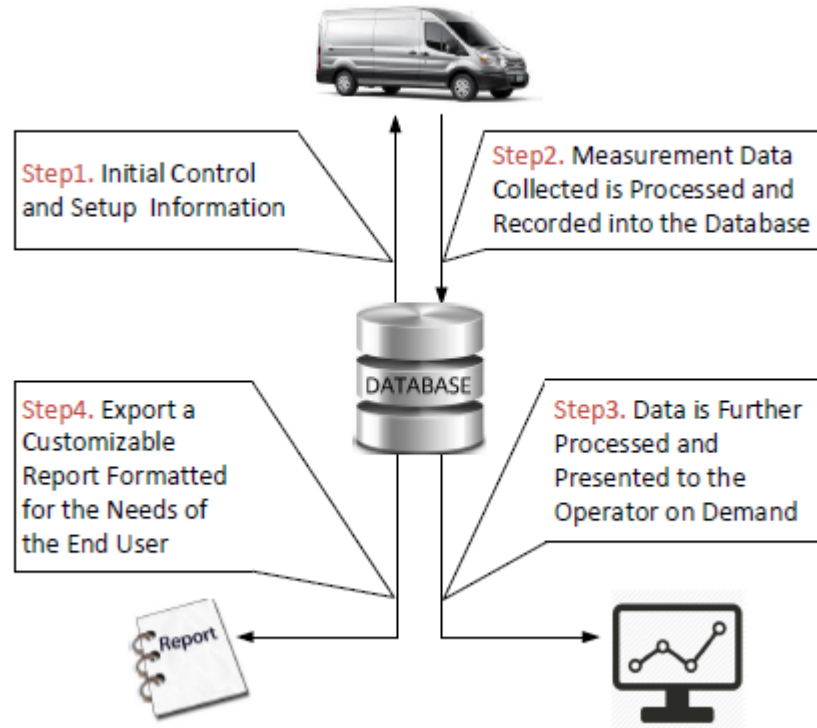 Step1. Initial Control
and Setup Information
Step2. Measurement Data
Collected is Processed and
Recorded into the Database
DATABASE
Step4. Export a
Customizable
Report Formatted
for the Needs of
the End User
Step3. Data is Further
Processed and
Presented to the
Operator on Demand
Report